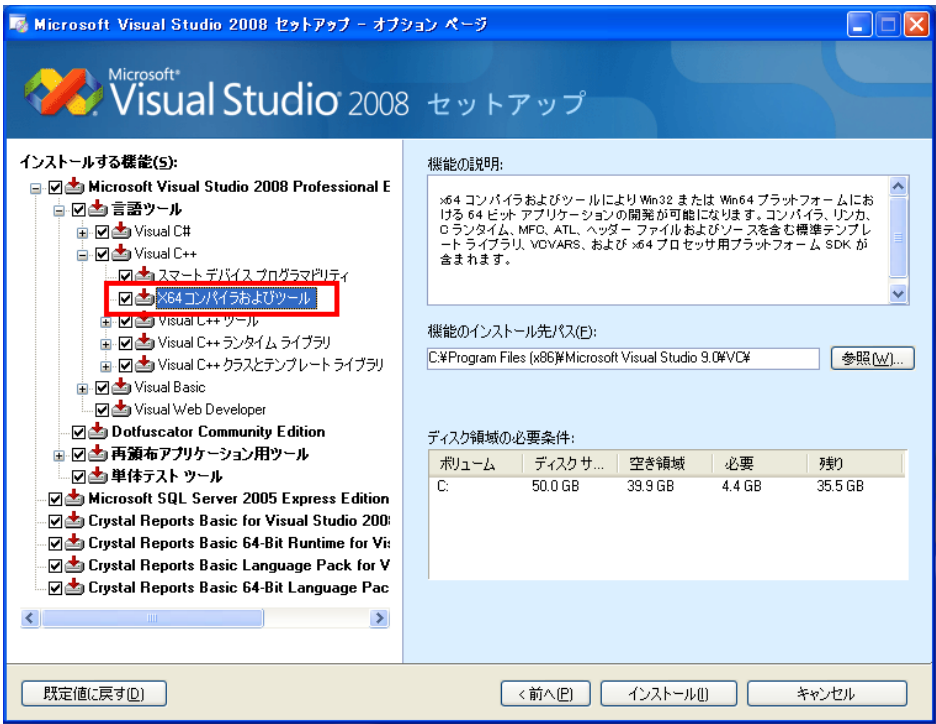 Microsoft Visual Studio 2008 セットアップ - オプション ページ
Microsoft®
Visual Studio 2008 セットアップ
インストールする機能(S):
Microsoft Visual Studio 2008 Professional E
言語ツール
Visual C#
Visual C++
スマート デバイス プログラマビリティ
X64 コンパイラおよびツール
Visual C++ ツール
Visual C++ ランタイム ライブラリ
Visual C++ クラスとテンプレート ライブラリ
Visual Basic
Visual Web Developer
Dotfuscator Community Edition
再頒布アプリケーション用ツール
単体テスト ツール
Microsoft SQL Server 2005 Express Edition
Crystal Reports Basic for Visual Studio 200
Crystal Reports Basic 64-Bit Runtime for Vi
Crystal Reports Basic Language Pack for V
Crystal Reports Basic 64-Bit Language Pac
機能の説明:
x64 コンパイラおよびツールにより Win32 または Win64 プラットフォームにお
ける 64 ビット アプリケーションの開発が可能になります。コンパイラ、リンカ、
C ランタイム、MFC、ATL、ヘッダー ファイルおよびソースを含む標準テンプレ
ート ライブラリ、VCVARS、および x64 プロセッサ用プラットフォーム SDK が
含まれます。
機能のインストール先パス(F):
C:¥Program Files (x86)¥Microsoft Visual Studio 9.0¥VC¥
参照(W)...
ディスク領域の必要条件:
ボリューム ディスク サ... 空き領域 必要 残り
C: 50.0 GB 39.9 GB 4.4 GB 35.5 GB
既定値に戻す(D)
< 前へ(P)
インストール(I)
キャンセル